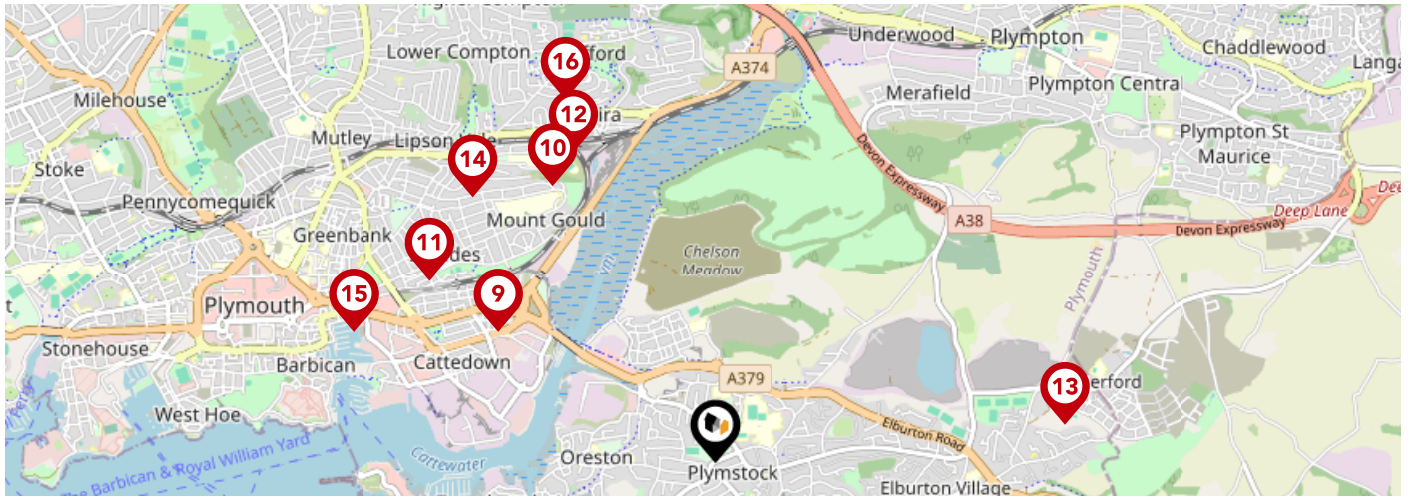 Underwood
Plympton
Chaddlewood
Lower Compton
16
A374
Plympton Central
Merafield
Milehouse
12
Plympton St
Maurice
Mutley
10
14
Stoke
Devon Expressway
Pennycomequick
Mount Gould
A38
Deep Lane
Devon Expressway
Greenbank
11
Chelson
Meadow
Plymouth
Plymouth
15
9
Stonehouse
Barbican
Cattedown
A379
13
West Hoe
Elburton Road
The Barbican & Royal William Yard
Cattewater
Oreston
Plymstock
Elburton Village